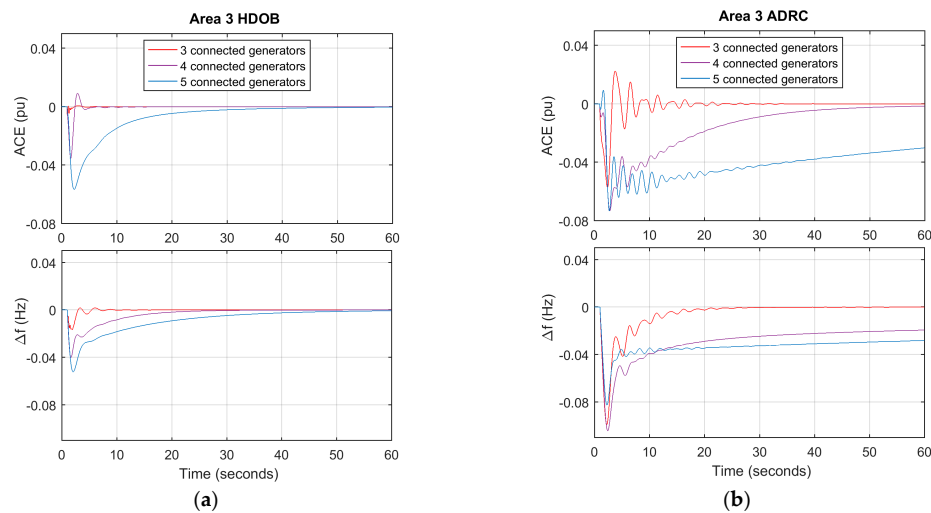 Area 3 HDOB
0.04
0
-0.04
-0.08
ACE (pu)
3 connected generators
4 connected generators
5 connected generators
0 10 20 30 40 50 60
0.04
0
-0.04
-0.08
Δf (Hz)
0 10 20 30 40 50 60
Time (seconds)
(a)
Area 3 ADRC
0.04
0
-0.04
-0.08
ACE (pu)
3 connected generators
4 connected generators
5 connected generators
0 10 20 30 40 50 60
0.04
0
-0.04
-0.08
Δf (Hz)
0 10 20 30 40 50 60
Time (seconds)
(b)